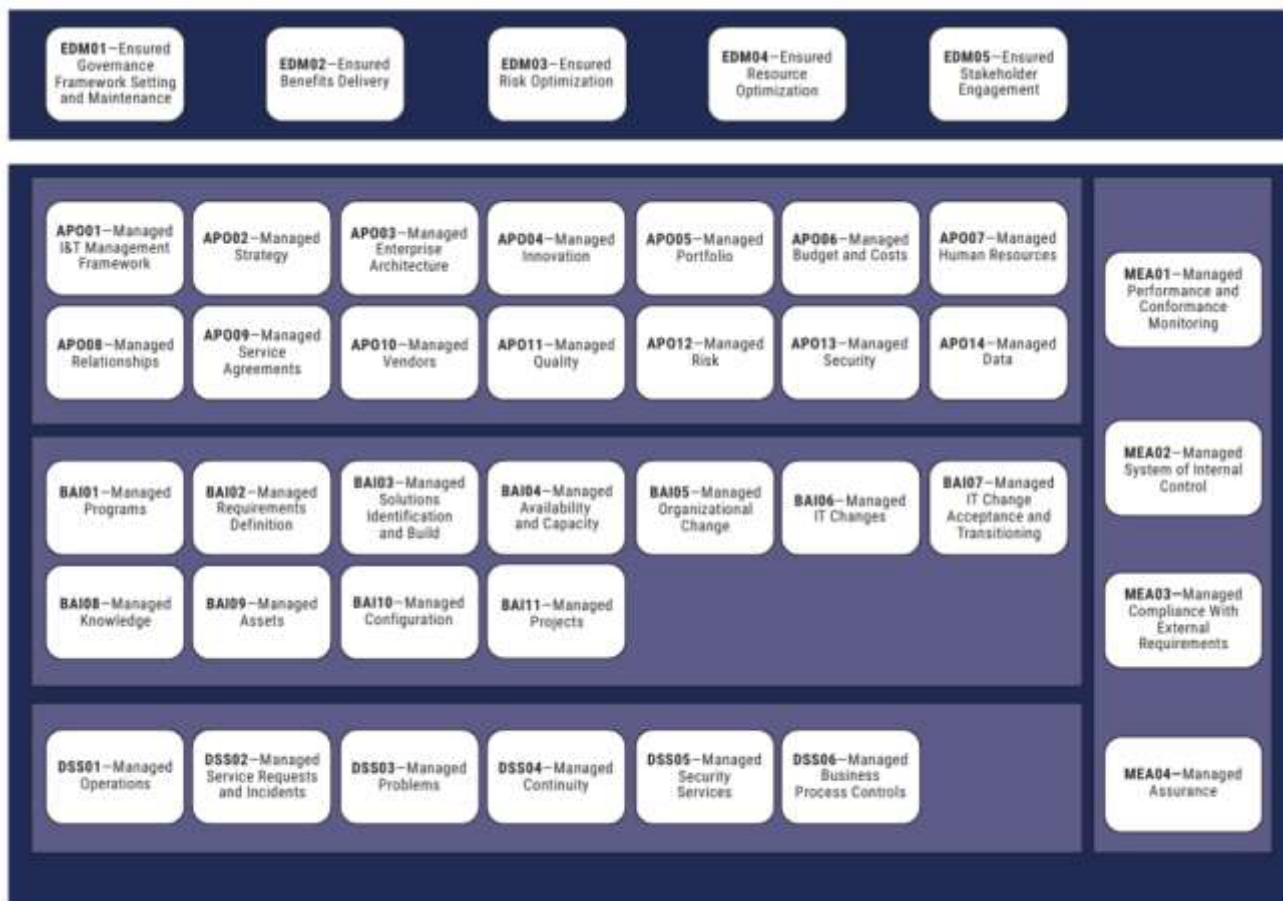 EDM01—Ensured
Governance
Framework Setting
and Maintenance
EDM02—Ensured
Benefits Delivery
EDM03—Ensured
Risk Optimization
EDM04—Ensured
Resource
Optimization
EDM05—Ensured
Stakeholder
Engagement
APO01—Managed
I&T Management
Framework
APO02—Managed
Strategy
APO03—Managed
Enterprise
Architecture
APO04—Managed
Innovation
APO05—Managed
Portfolio
APO06—Managed
Budget and Costs
APO07—Managed
Human Resources
APO08—Managed
Relationships
APO09—Managed
Service
Agreements
APO10—Managed
Vendors
APO11—Managed
Quality
APO12—Managed
Risk
APO13—Managed
Security
APO14—Managed
Data
BAI01—Managed
Programs
BAI02—Managed
Requirements
Definition
BAI03—Managed
Solutions
Identification
and Build
BAI04—Managed
Availability
and Capacity
BAI05—Managed
Organizational
Change
BAI06—Managed
IT Changes
BAI07—Managed
IT Change
Acceptance and
Transitioning
BAI08—Managed
Knowledge
BAI09—Managed
Assets
BAI10—Managed
Configuration
BAI11—Managed
Projects
DSS01—Managed
Operations
DSS02—Managed
Service Requests
and Incidents
DSS03—Managed
Problems
DSS04—Managed
Continuity
DSS05—Managed
Security
Services
DSS06—Managed
Business
Process Controls
MEA01—Managed
Performance and
Conformance
Monitoring
MEA02—Managed
System of Internal
Control
MEA03—Managed
Compliance With
External
Requirements
MEA04—Managed
Assurance